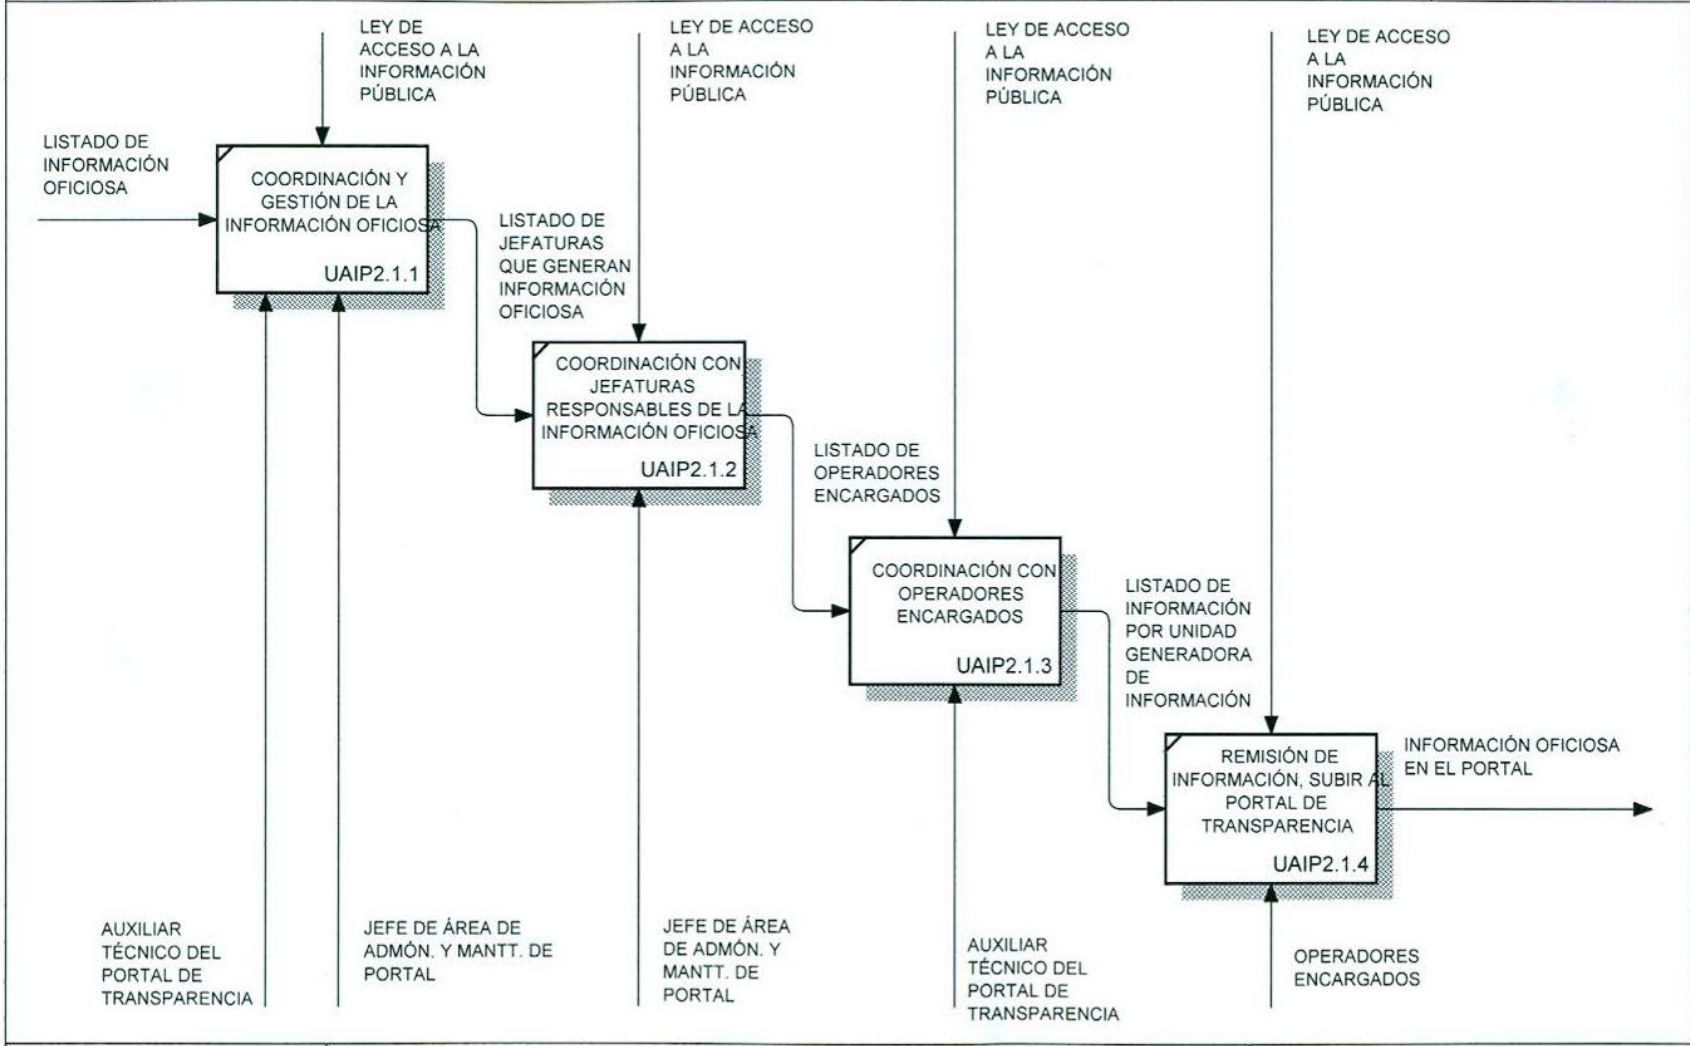 LEY DE
ACCESO A LA
INFORMACIÓN
PÚBLICA
LEY DE ACCESO
A LA
INFORMACIÓN
PÚBLICA
LEY DE ACCESO
A LA
INFORMACIÓN
PÚBLICA
LEY DE ACCESO
A LA
INFORMACIÓN
PÚBLICA
LISTADO DE
INFORMACIÓN
OFICIOSA
COORDINACIÓN Y
GESTIÓN DE LA
INFORMACIÓN OFICIOSA
UAIP2.1.1
LISTADO DE
JEFATURAS
QUE GENERAN
INFORMACIÓN
OFICIOSA
COORDINACIÓN CON
JEFATURAS
RESPONSABLES DE LA
INFORMACIÓN OFICIOSA
UAIP2.1.2
LISTADO DE
OPERADORES
ENCARGADOS
COORDINACIÓN CON
OPERADORES
ENCARGADOS
UAIP2.1.3
LISTADO DE
INFORMACIÓN
POR UNIDAD
GENERADORA
DE
INFORMACIÓN
REMISIÓN DE
INFORMACIÓN, SUBIR AL
PORTAL DE
TRANSPARENCIA
UAIP2.1.4
INFORMACIÓN OFICIOSA
EN EL PORTAL
AUXILIAR
TÉCNICO DEL
PORTAL DE
TRANSPARENCIA
JEFE DE ÁREA DE
ADMÓN. Y MANTT. DE
PORTAL
JEFE DE ÁREA
DE ADMÓN. Y
MANTT. DE
PORTAL
AUXILIAR
TÉCNICO DEL
PORTAL DE
TRANSPARENCIA
OPERADORES
ENCARGADOS